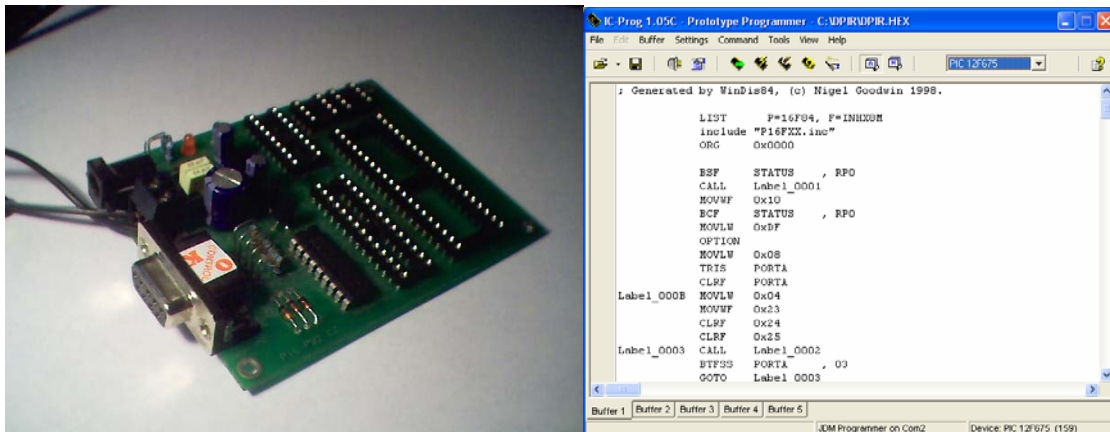 IC-Prog 1.05C - Prototype Programmer - C:\DPIR\DPIR.HEX
File Edit Buffer Settings Command Tools View Help
PIC 12F675
; Generated by WinDis84, (c) Nigel Goodwin 1998.
LIST P=16F84, F=INHX8M
include "P16FXX.inc"
ORG 0x0000
BSF STATUS , RP0
CALL Label_0001
MOVWF 0x10
BCF STATUS , RP0
MOVLW 0xDF
OPTION
MOVLW 0x08
TRIS PORTA
CLRF PORTA
Label_000B MOVLW 0x04
MOVWF 0x23
CLRF 0x24
CLRF 0x25
Label_0003 CALL Label_0002
BTFSS PORTA , 03
GOTO Label_0003
Buffer 1 Buffer 2 Buffer 3 Buffer 4 Buffer 5
JDM Programmer on Com2 Device: PIC 12F675 (159)
CONTROL